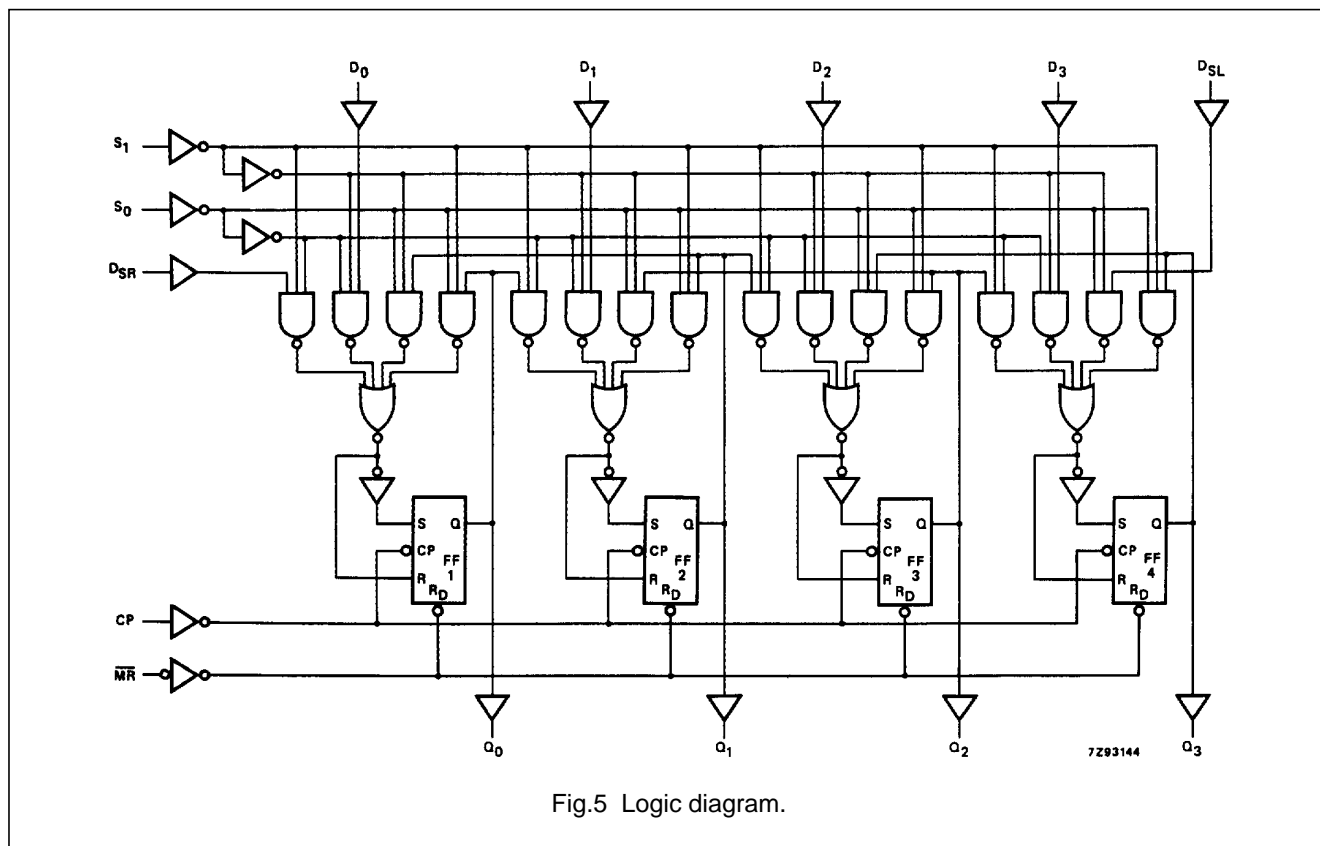 D0 D1 D2 D3 DSL
S1
S0
DSR
S Q S Q S Q S Q
CP CP CP CP
FF 1 FF 2 FF 3 FF 4
R R R R
RD RD RD RD
CP
MR
Q0 Q1 Q2 7Z93144 Q3
Fig.5 Logic diagram.